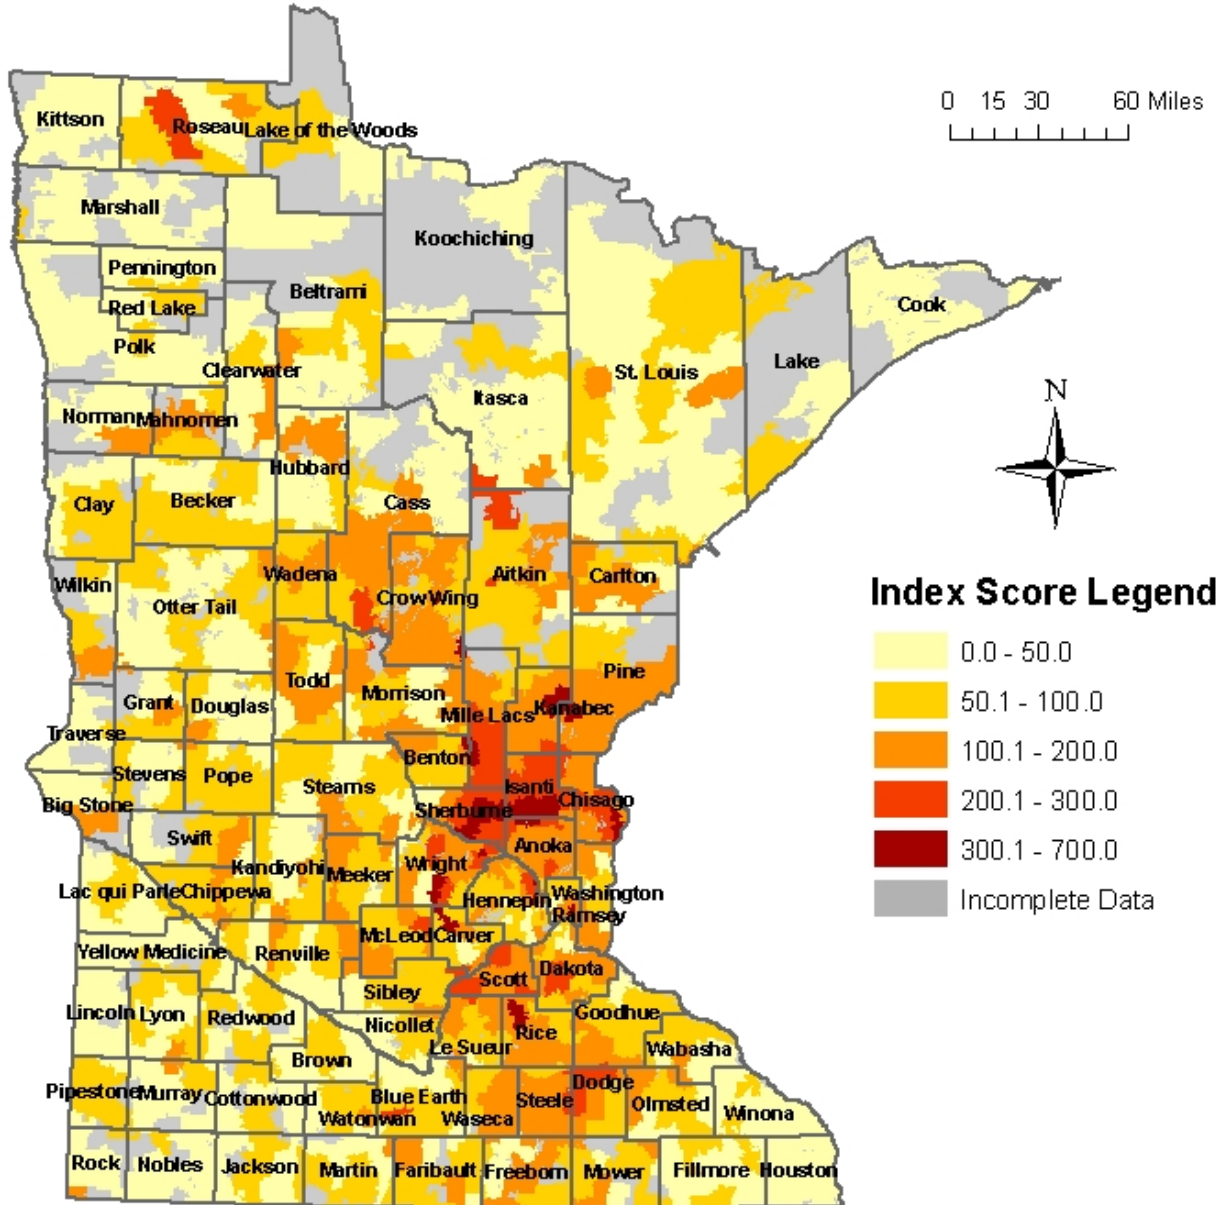 0 15 30 60 Miles
Kittson
Roseau
Lake of the Woods
Marshall
Koochiching
Pennington
Beltrami
Red Lake
Cook
Polk
Clearwater
St. Louis
Lake
Itasca
N
Norman
Mahnomen
Hubbard
Becker
Cass
Clay
Wadena
Aitkin
Carlton
Wilkin
Crow Wing
Otter Tail
Index Score Legend
0.0 - 50.0
50.1 - 100.0
100.1 - 200.0
200.1 - 300.0
300.1 - 700.0
Incomplete Data
Pine
Todd
Morrison
Grant
Douglas
Mille Lacs
Kanabec
Traverse
Benton
Stevens
Pope
Stearns
Isanti
Chisago
Big Stone
Sherburne
Swift
Anoka
Kandiyohi
Wright
Meeker
Lac qui Parle
Chippewa
Hennepin
Washington
Ramsey
McLeod
Carver
Yellow Medicine
Renville
Scott
Dakota
Sibley
Lincoln
Lyon
Redwood
Nicollet
Goodhue
Rice
Le Sueur
Wabasha
Brown
Dodge
Pipestone
Murray
Cottonwood
Blue Earth
Steele
Olmsted
Winona
Watonwan
Waseca
Rock
Nobles
Jackson
Martin
Faribault
Freeborn
Mower
Fillmore
Houston